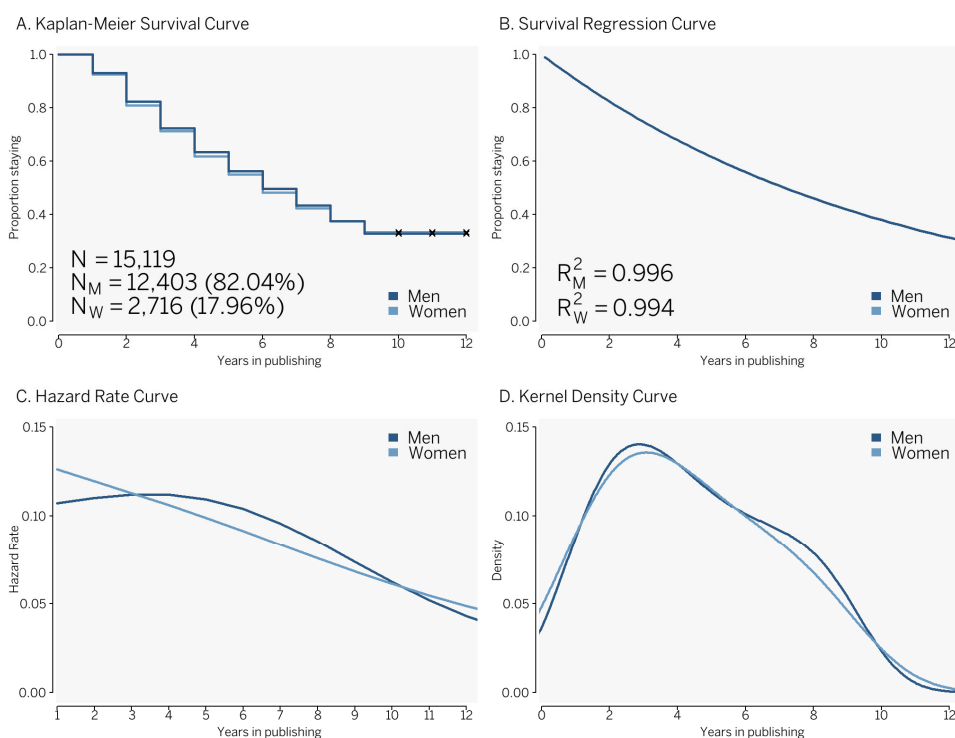 A. Kaplan-Meier Survival Curve
Proportion staying
1.0
0.8
0.6
0.4
0.2
0.0
N = 15,119
N_M = 12,403 (82.04%)
N_W = 2,716 (17.96%)
Men
Women
0 2 4 6 8 10 12
Years in publishing
B. Survival Regression Curve
Proportion staying
1.0
0.8
0.6
0.4
0.2
0.0
R²_M = 0.996
R²_W = 0.994
Men
Women
0 2 4 6 8 10 12
Years in publishing
C. Hazard Rate Curve
Hazard Rate
0.15
0.10
0.05
0.00
Men
Women
1 2 3 4 5 6 7 8 9 10 11 12
Years in publishing
D. Kernel Density Curve
Density
0.15
0.10
0.05
0.00
Men
Women
0 2 4 6 8 10 12
Years in publishing